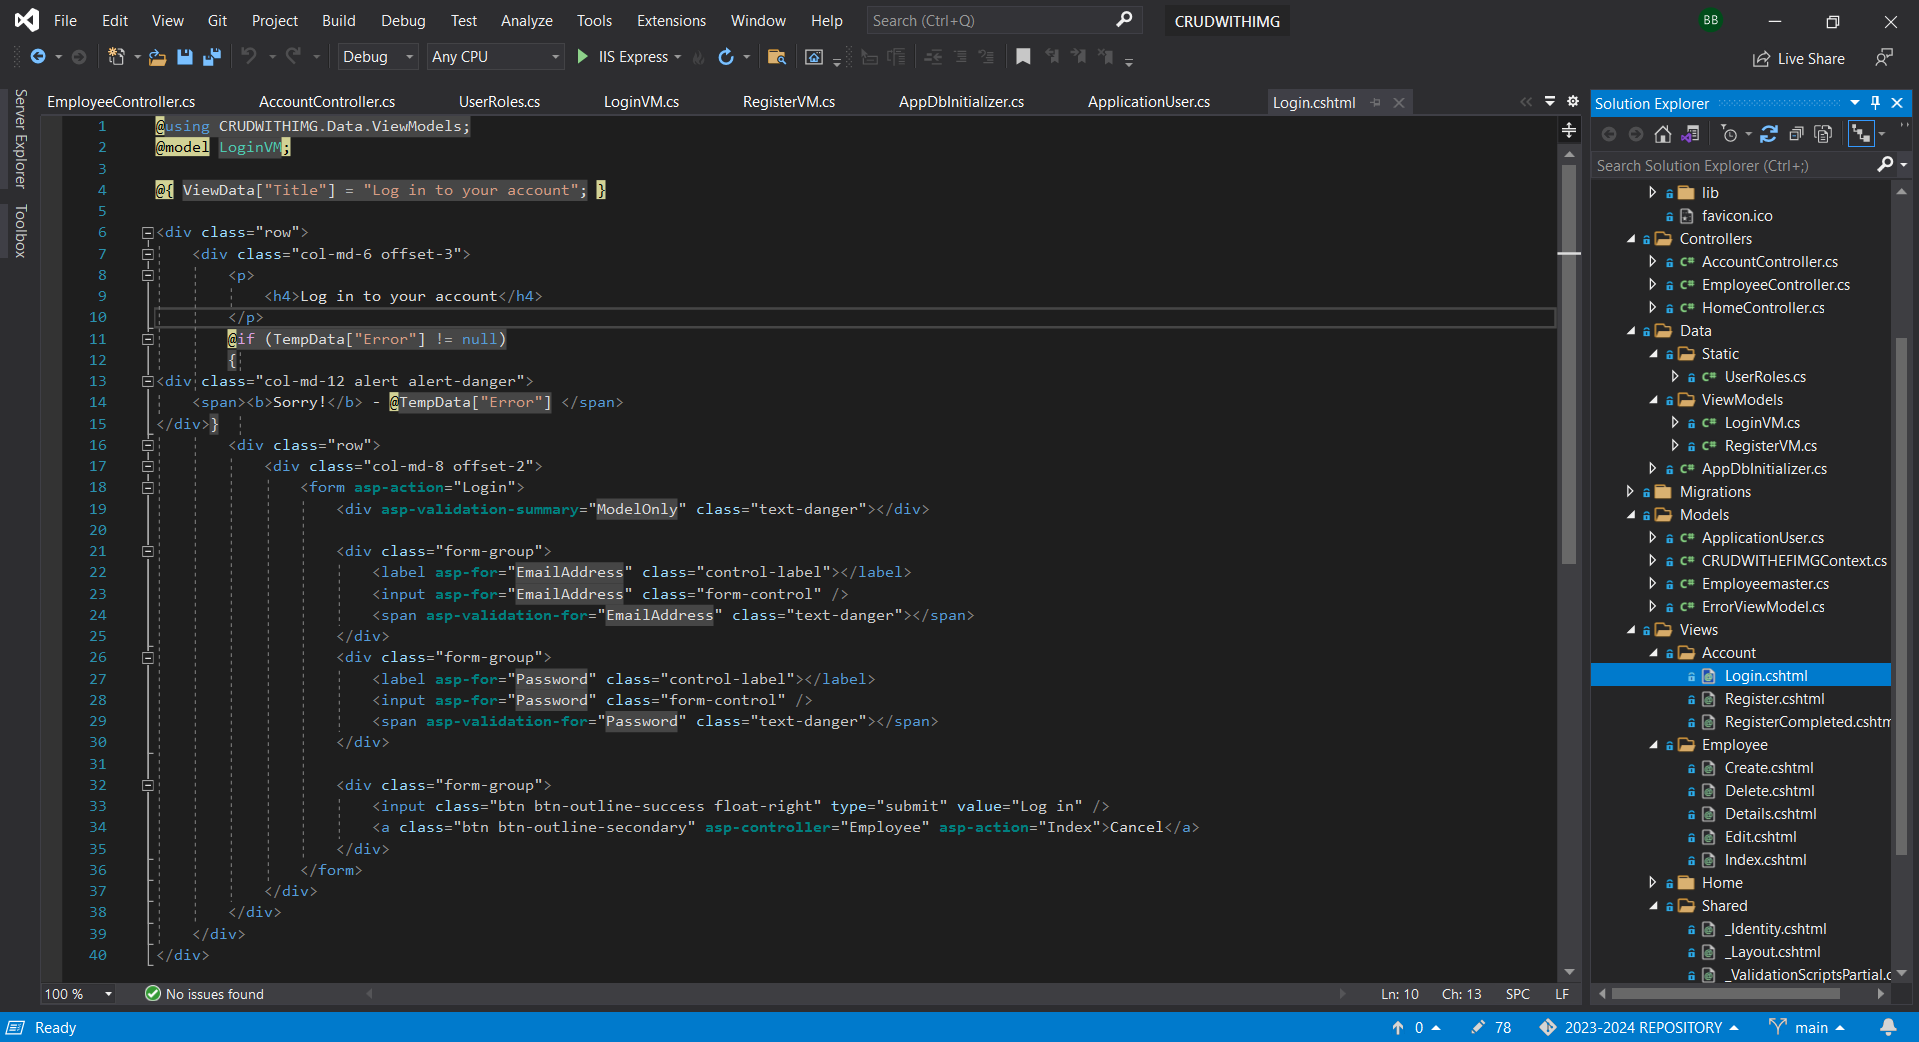 File Edit View Git Project Build Debug Test Analyze Tools Extensions Window Help Search (Ctrl+Q) CRUDWITHIMG BB
Debug Any CPU IIS Express Live Share
Server Explorer
Toolbox
EmployeeController.cs AccountController.cs UserRoles.cs LoginVM.cs RegisterVM.cs AppDbInitializer.cs ApplicationUser.cs Login.cshtml
1 @using CRUDWITHIMG.Data.ViewModels;
2 @model LoginVM;
3
4 @{ ViewData["Title"] = "Log in to your account"; }
5
6 <div class="row">
7 <div class="col-md-6 offset-3">
8 <p>
9 <h4>Log in to your account</h4>
10 </p>
11 @if (TempData["Error"] != null)
12 {
13 <div class="col-md-12 alert alert-danger">
14 <span><b>Sorry!</b> - @TempData["Error"] </span>
15 </div>}
16 <div class="row">
17 <div class="col-md-8 offset-2">
18 <form asp-action="Login">
19 <div asp-validation-summary="ModelOnly" class="text-danger"></div>
20
21 <div class="form-group">
22 <label asp-for="EmailAddress" class="control-label"></label>
23 <input asp-for="EmailAddress" class="form-control" />
24 <span asp-validation-for="EmailAddress" class="text-danger"></span>
25 </div>
26 <div class="form-group">
27 <label asp-for="Password" class="control-label"></label>
28 <input asp-for="Password" class="form-control" />
29 <span asp-validation-for="Password" class="text-danger"></span>
30 </div>
31
32 <div class="form-group">
33 <input class="btn btn-outline-success float-right" type="submit" value="Log in" />
34 <a class="btn btn-outline-secondary" asp-controller="Employee" asp-action="Index">Cancel</a>
35 </div>
36 </form>
37 </div>
38 </div>
39 </div>
40 </div>
100 % No issues found Ln: 10 Ch: 13 SPC LF
Solution Explorer
Search Solution Explorer (Ctrl+;)
lib
favicon.ico
Controllers
C# AccountController.cs
C# EmployeeController.cs
C# HomeController.cs
Data
Static
C# UserRoles.cs
ViewModels
C# LoginVM.cs
C# RegisterVM.cs
C# AppDbInitializer.cs
Migrations
Models
C# ApplicationUser.cs
C# CRUDWITHEFIMGContext.cs
C# Employeemaster.cs
C# ErrorViewModel.cs
Views
Account
Login.cshtml
Register.cshtml
RegisterCompleted.cshtm
Employee
Create.cshtml
Delete.cshtml
Details.cshtml
Edit.cshtml
Index.cshtml
Home
Shared
_Identity.cshtml
_Layout.cshtml
_ValidationScriptsPartial.c
Ready 0 78 2023-2024 REPOSITORY main